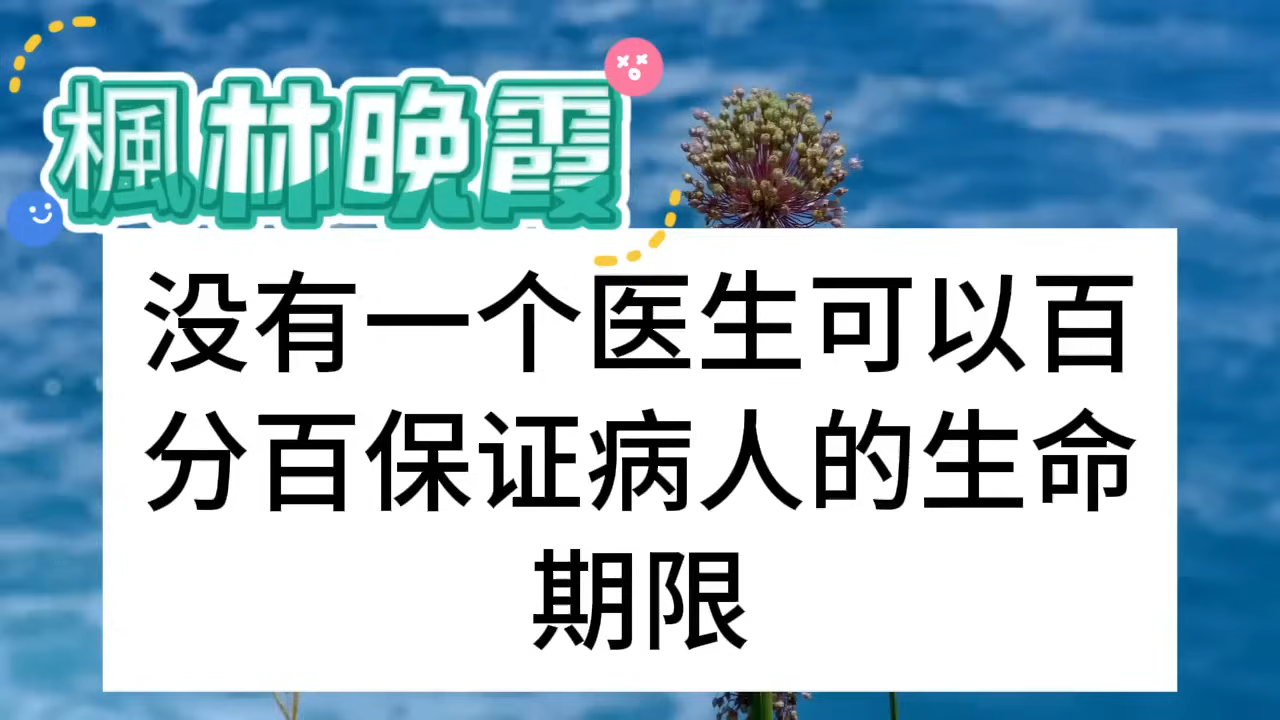 楓林晚霞
没有一个医生可以百
分百保证病人的生命
期限